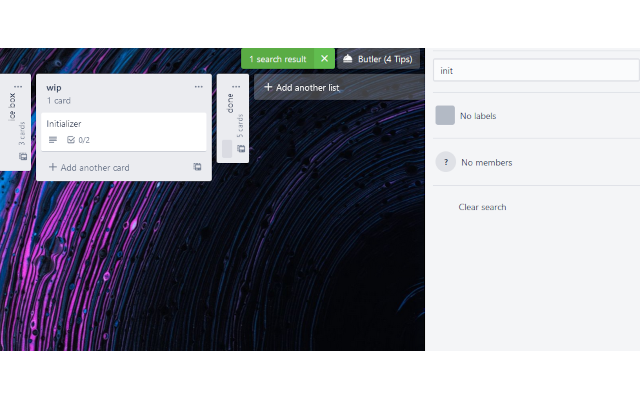 1 search result
Butler (4 Tips)
ice box
3 cards
wip
1 card
Initializer
0/2
Add another card
done
5 cards
Add another list
init
No labels
?
No members
Clear search